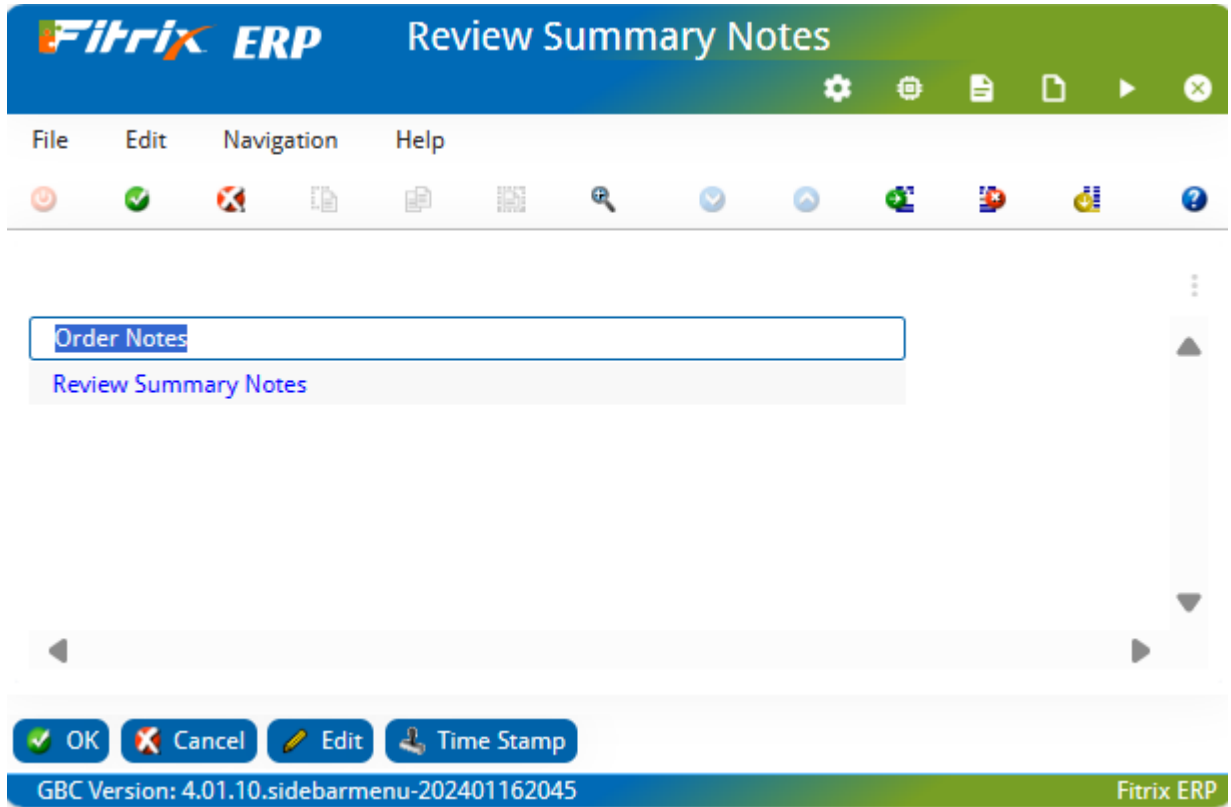 Fitrix ERP Review Summary Notes
File Edit Navigation Help
Order Notes
Review Summary Notes
OK Cancel Edit Time Stamp
GBC Version: 4.01.10.sidebarmenu-202401162045 Fitrix ERP